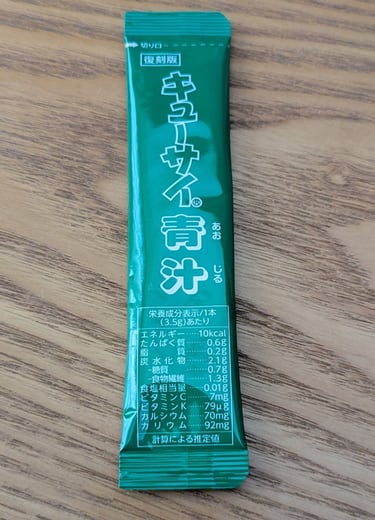 切り口
復刻版
キューサイ®
青汁
あお
じる
栄養成分表示/1本
(3.5g)あたり
エネルギー 10kcal
たんぱく質 0.6g
脂質 0.2g
炭水化物 2.1g
-糖質 0.7g
-食物繊維 1.3g
食塩相当量 0.01g
ビタミンC 7mg
ビタミンK 79μg
カルシウム 70mg
カリウム 92mg
計算による推定値